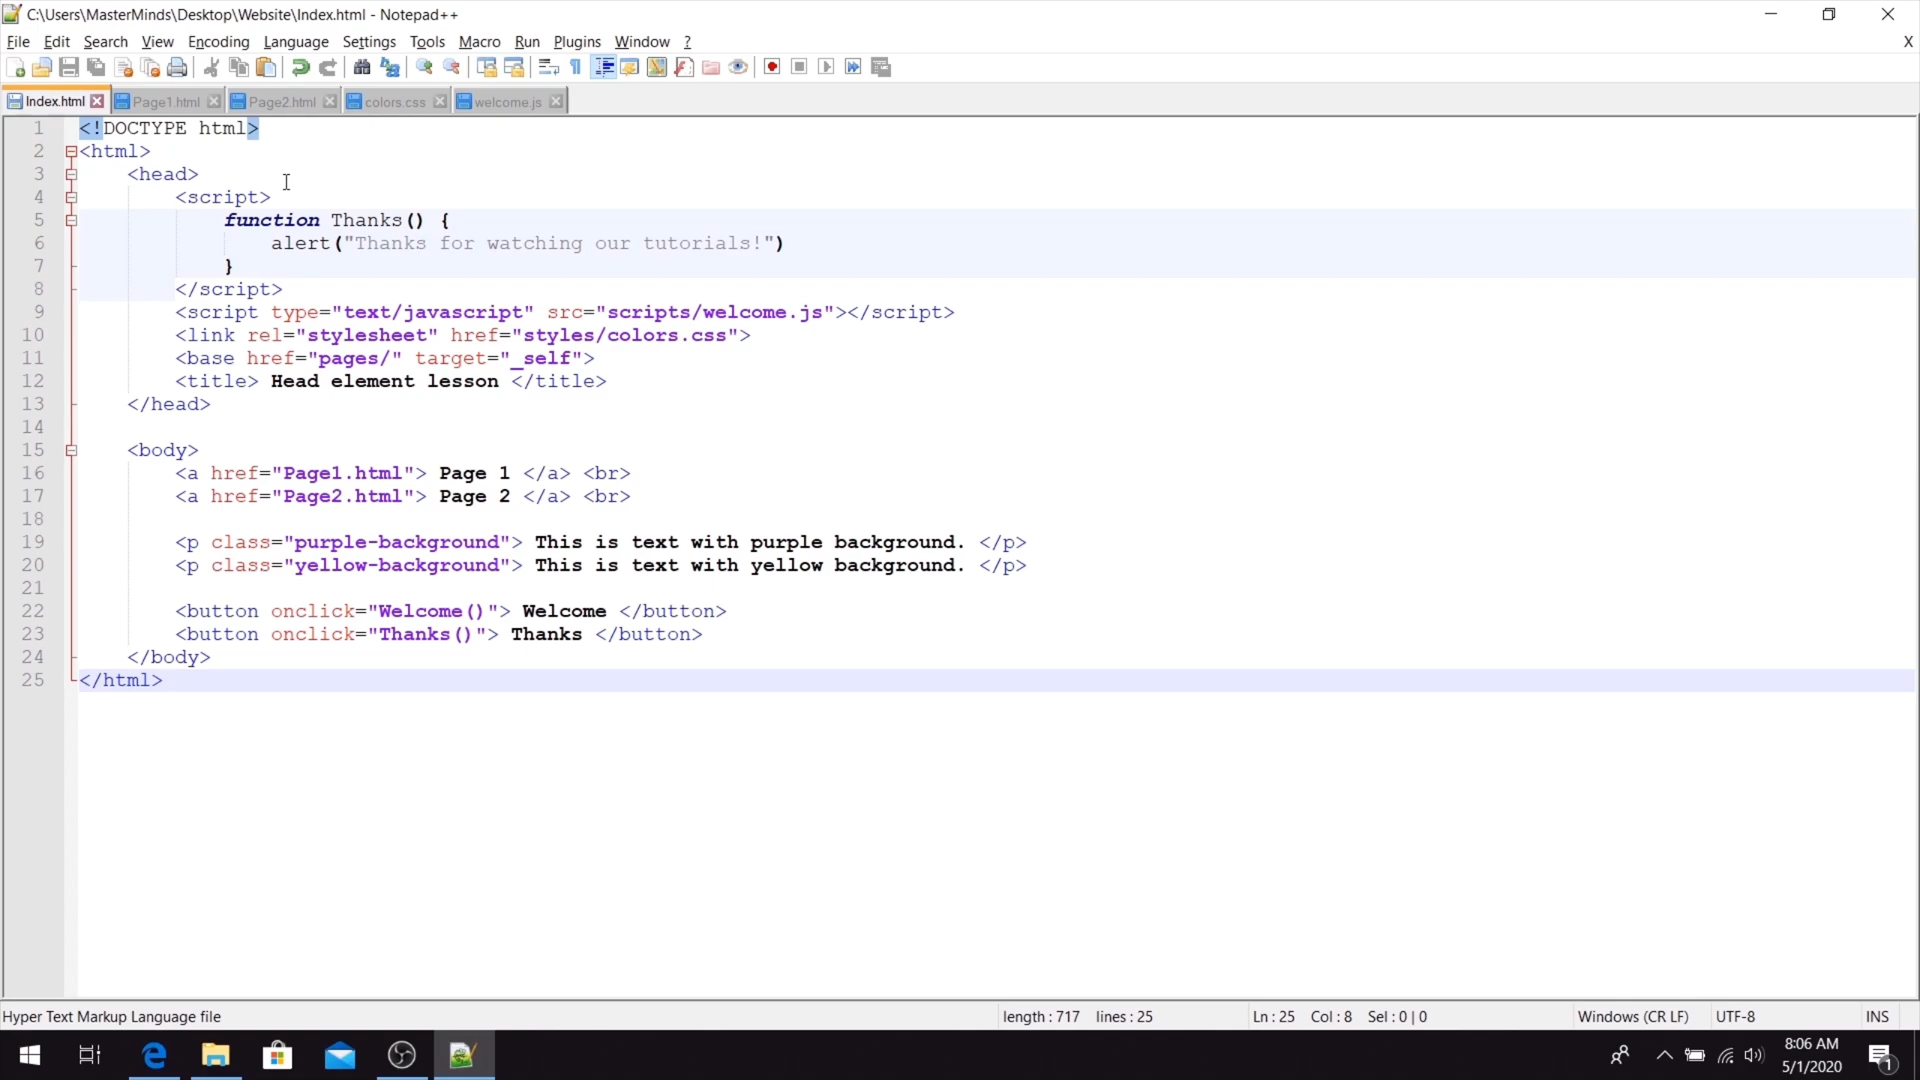 C:\Users\MasterMinds\Desktop\Website\Index.html - Notepad++
File Edit Search View Encoding Language Settings Tools Macro Run Plugins Window ? X
Index.html Page1.html Page2.html colors.css welcome.js
1 <!DOCTYPE html>
2 <html>
3 <head>
4 <script>
5 function Thanks() {
6 alert("Thanks for watching our tutorials!")
7 }
8 </script>
9 <script type="text/javascript" src="scripts/welcome.js"></script>
10 <link rel="stylesheet" href="styles/colors.css">
11 <base href="pages/" target="_self">
12 <title> Head element lesson </title>
13 </head>
14
15 <body>
16 <a href="Page1.html"> Page 1 </a> <br>
17 <a href="Page2.html"> Page 2 </a> <br>
18
19 <p class="purple-background"> This is text with purple background. </p>
20 <p class="yellow-background"> This is text with yellow background. </p>
21
22 <button onclick="Welcome()"> Welcome </button>
23 <button onclick="Thanks()"> Thanks </button>
24 </body>
25 </html>
Hyper Text Markup Language file length : 717 lines : 25 Ln : 25 Col : 8 Sel : 0 | 0 Windows (CR LF) UTF-8 INS
8:06 AM
5/1/2020
1